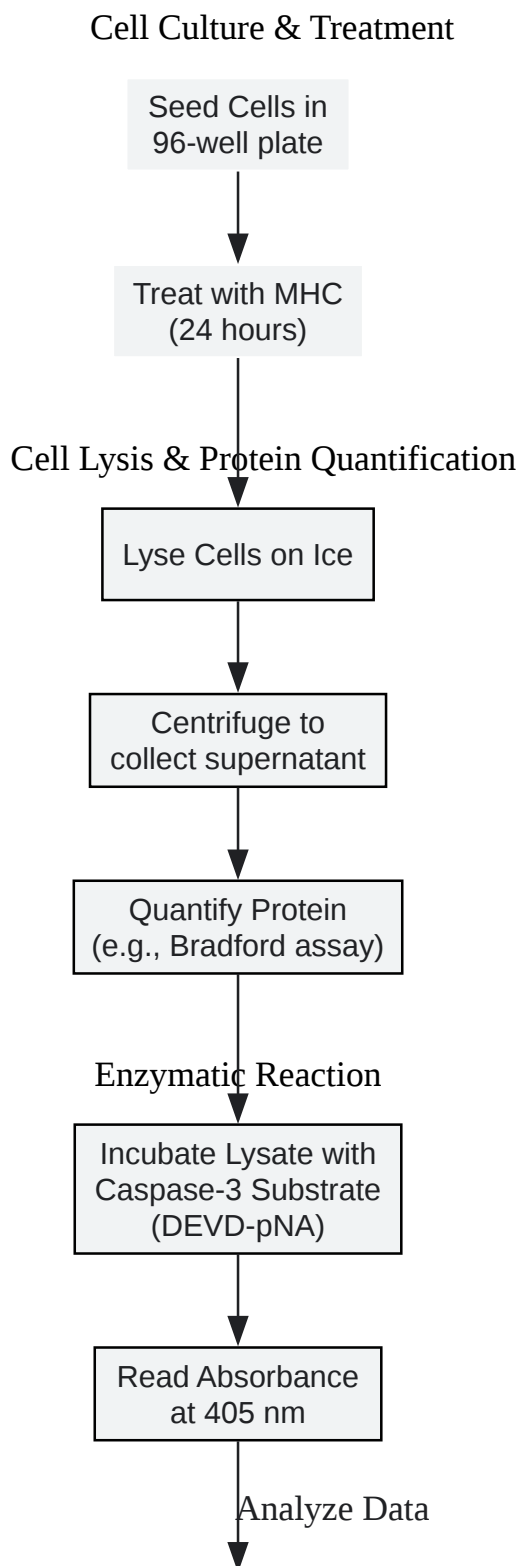 Cell Culture & Treatment
Seed Cells in
96-well plate
Treat with MHC
(24 hours)
Cell Lysis & Protein Quantification
Lyse Cells on Ice
Centrifuge to
collect supernatant
Quantify Protein
(e.g., Bradford assay)
Enzymatic Reaction
Incubate Lysate with
Caspase-3 Substrate
(DEVD-pNA)
Read Absorbance
at 405 nm
Analyze Data